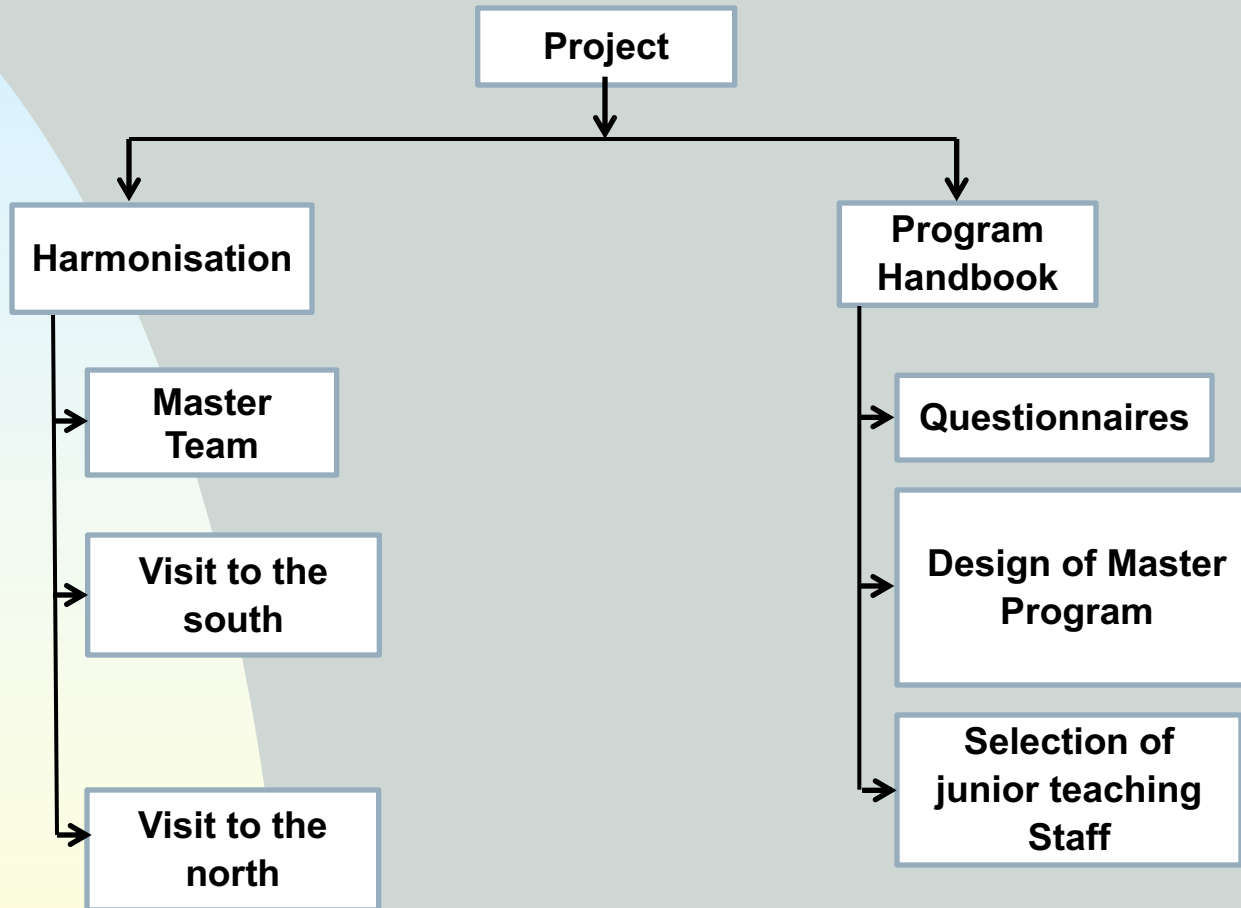 Project
Harmonisation
Program
Handbook
Master
Team
Questionnaires
Visit to the
south
Design of Master
Program
Visit to the
north
Selection of
junior teaching
Staff